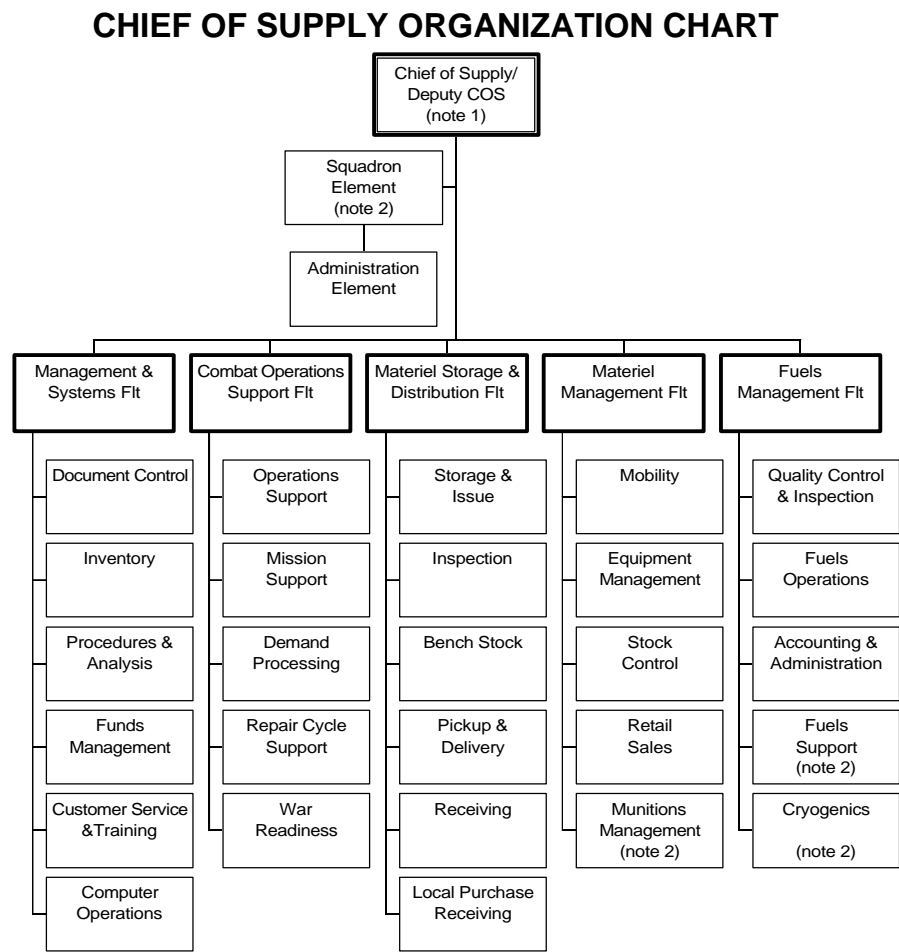 CHIEF OF SUPPLY ORGANIZATION CHART
Chief of Supply/
Deputy COS
(note 1)
Squadron
Element
(note 2)
Administration
Element
Management &
Systems Flt
Combat Operations
Support Flt
Materiel Storage &
Distribution Flt
Materiel
Management Flt
Fuels
Management Flt
Document Control
Inventory
Procedures &
Analysis
Funds
Management
Customer Service
&Training
Computer
Operations
Operations
Support
Mission
Support
Demand
Processing
Repair Cycle
Support
War
Readiness
Storage &
Issue
Inspection
Bench Stock
Pickup &
Delivery
Receiving
Local Purchase
Receiving
Mobility
Equipment
Management
Stock
Control
Retail
Sales
Munitions
Management
(note 2)
Quality Control
& Inspection
Fuels
Operations
Accounting &
Administration
Fuels
Support
(note 2)
Cryogenics
(note 2)